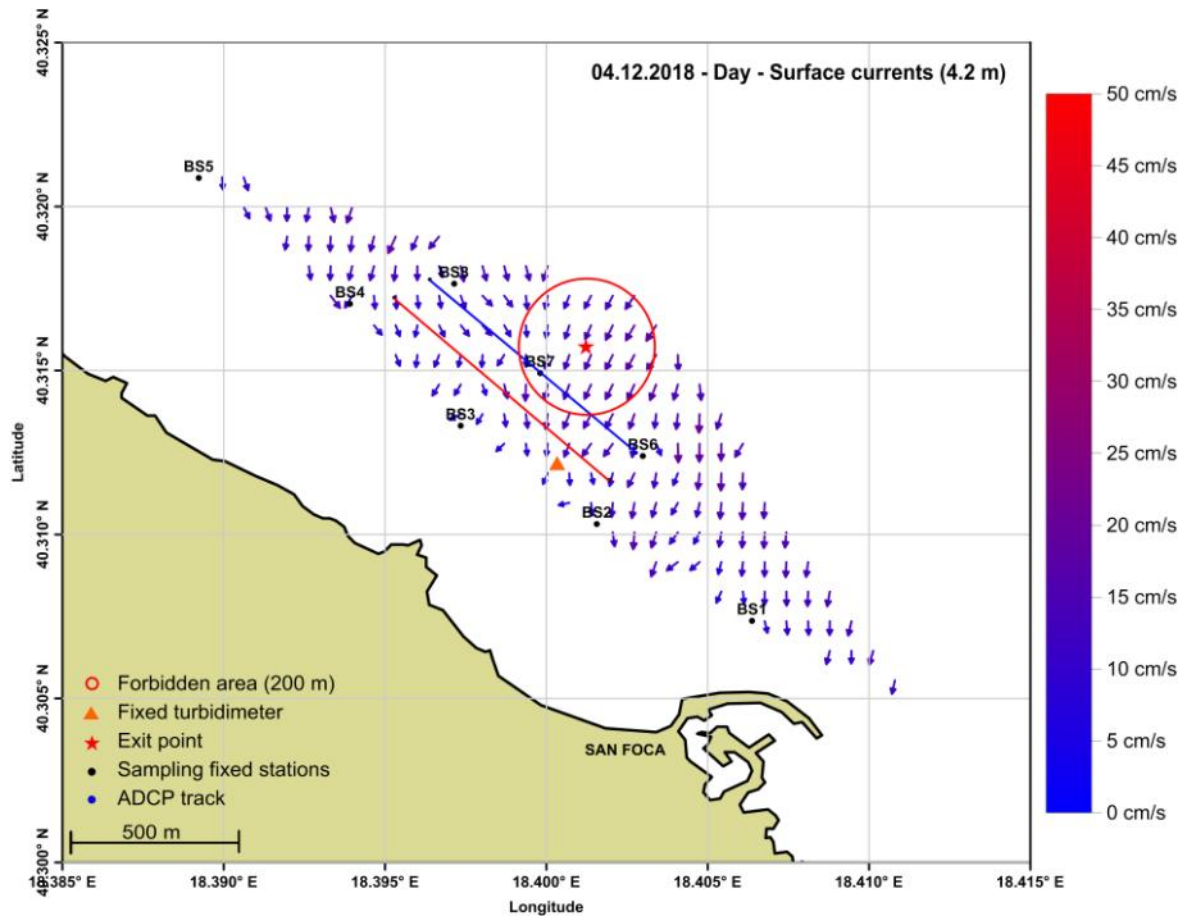 04.12.2018 - Day - Surface currents (4.2 m)
40.325° N
40.320° N
40.315° N
40.310° N
40.305° N
40.300° N
Latitude
BS5
BS8
BS4
BS7
BS3
BS6
BS2
BS1
SAN FOCA
Forbidden area (200 m)
Fixed turbidimeter
Exit point
Sampling fixed stations
ADCP track
500 m
18.385° E
18.390° E
18.395° E
18.400° E
18.405° E
18.410° E
18.415° E
Longitude
50 cm/s
45 cm/s
40 cm/s
35 cm/s
30 cm/s
25 cm/s
20 cm/s
15 cm/s
10 cm/s
5 cm/s
0 cm/s